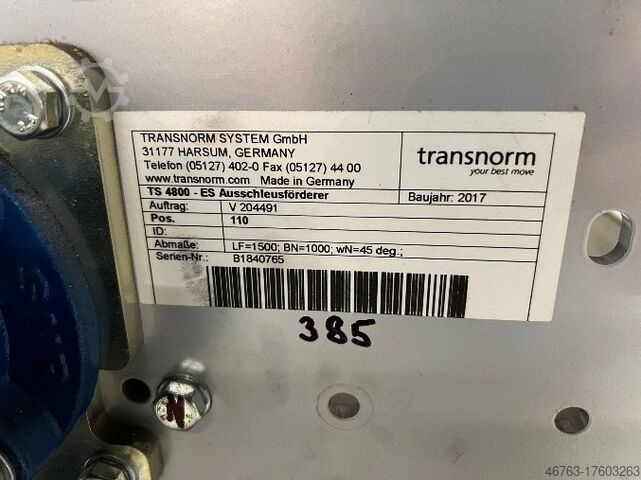 TRANSNORM SYSTEM GmbH
31177 HARSUM, GERMANY
Telefon (05127) 402-0 Fax (05127) 44 00
www.transnorm.com Made in Germany
transnorm
your best move
TS 4800 - ES Ausschleusförderer
Baujahr: 2017
Auftrag: V 204491
Pos. 110
ID:
Abmaße: LF=1500; BN=1000; wN=45 deg.;
Serien-Nr.: B1840765
385
N
46763-17603263